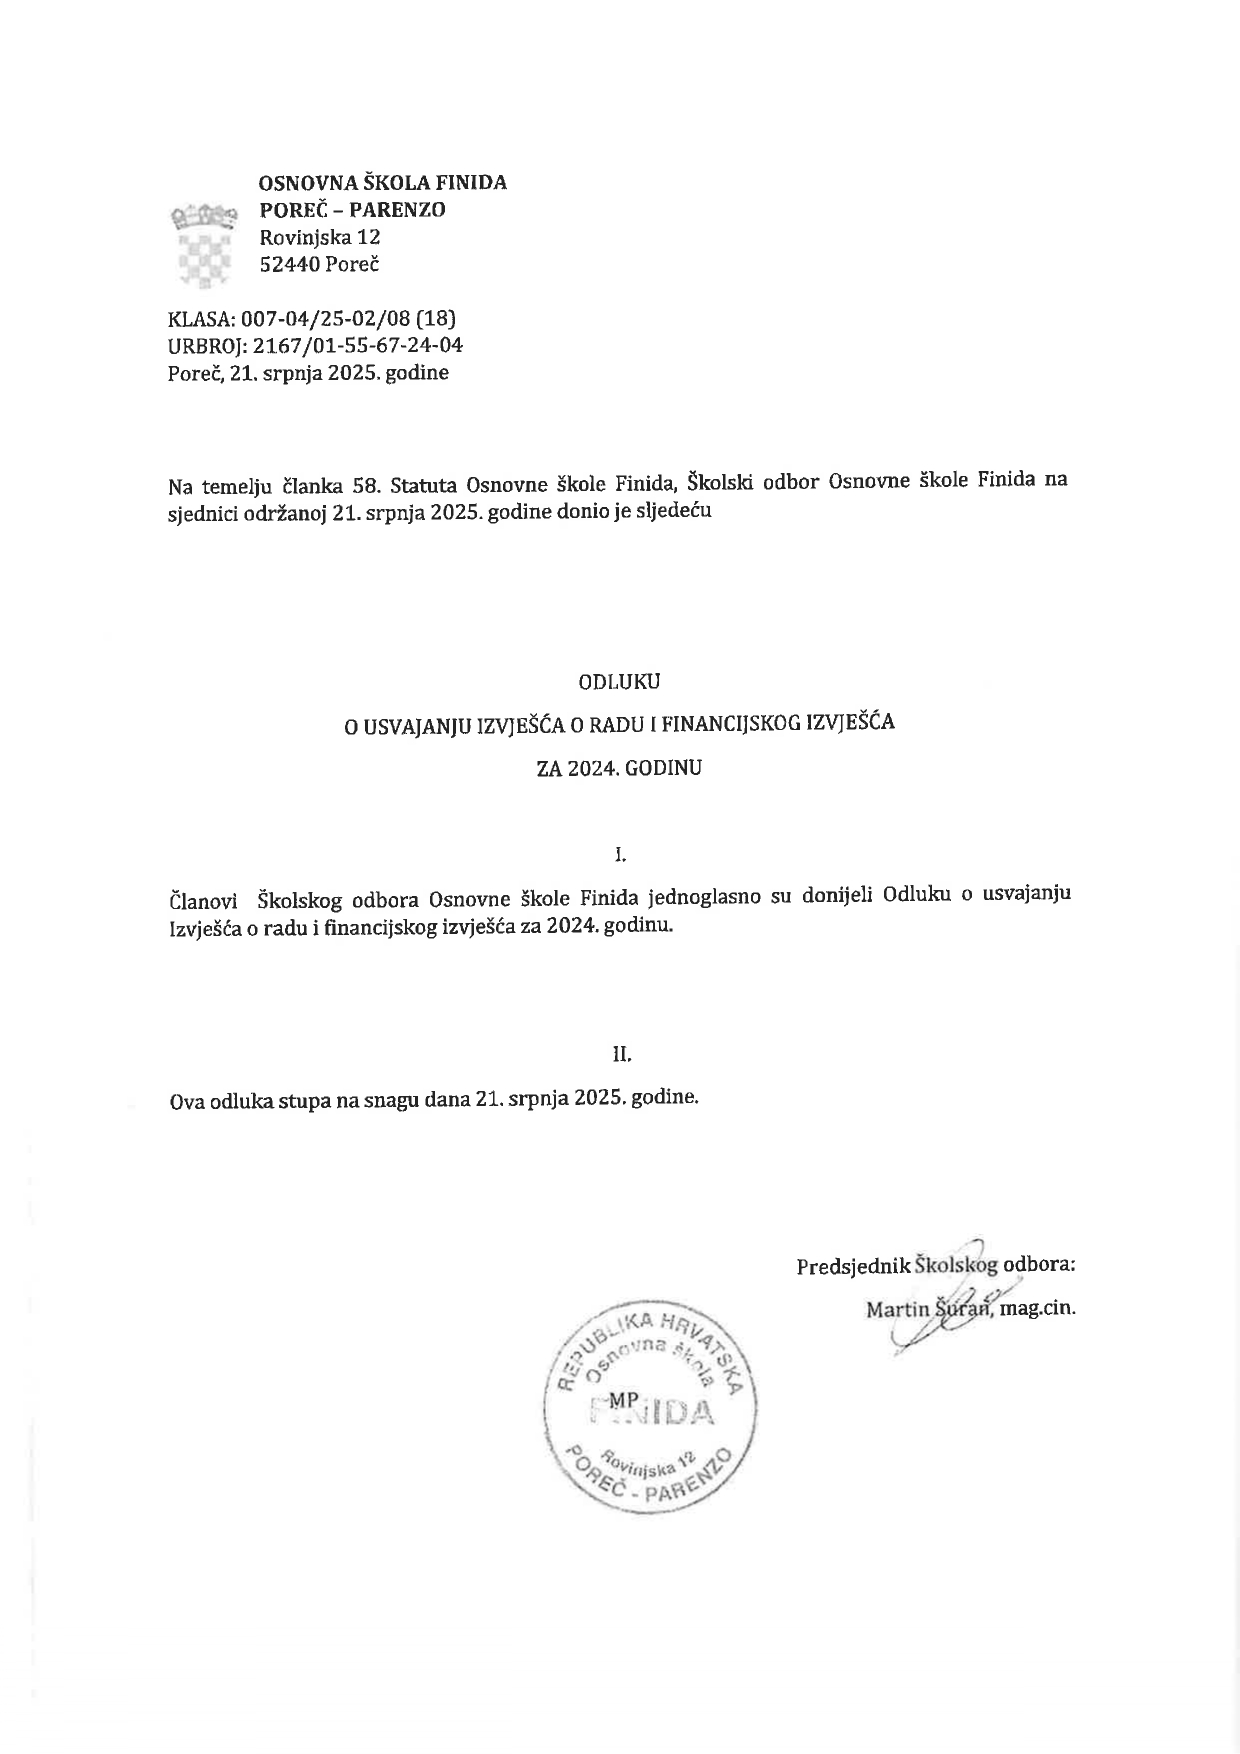 OSNOVNA ŠKOLA FINIDA
POREČ – PARENZO
Rovinjska 12
52440 Poreč
KLASA: 007-04/25-02/08 (18)
URBROJ: 2167/01-55-67-24-04
Poreč, 21. srpnja 2025. godine
Na temelju članka 58. Statuta Osnovne škole Finida, Školski odbor Osnovne škole Finida na
sjednici održanoj 21. srpnja 2025. godine donio je sljedeću
ODLUKU
O USVAJANJU IZVJEŠĆA O RADU I FINANCIJSKOG IZVJEŠĆA
ZA 2024. GODINU
I.
Članovi Školskog odbora Osnovne škole Finida jednoglasno su donijeli Odluku o usvajanju
Izvješća o radu i financijskog izvješća za 2024. godinu.
II.
Ova odluka stupa na snagu dana 21. srpnja 2025. godine.
Predsjednik Školskog odbora:
Martin Šuran, mag.cin.
REPUBLIKA HRVATSKA
Osnovna škola
MP
FINIDA
Rovinjska 12
POREČ - PARENZO